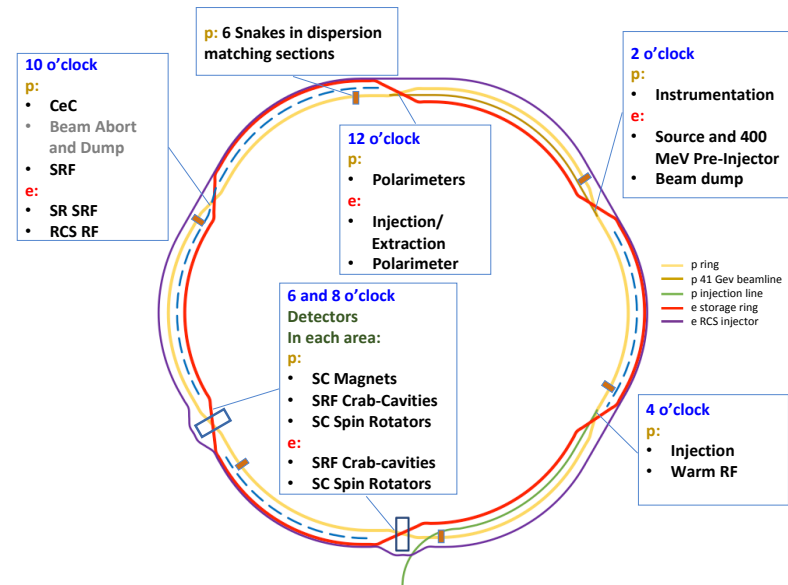 p: 6 Snakes in dispersion
matching sections
10 o'clock
p:
• CeC
• Beam Abort
and Dump
• SRF
e:
• SR SRF
• RCS RF
2 o'clock
p:
• Instrumentation
e:
• Source and 400
MeV Pre-Injector
• Beam dump
12 o'clock
p:
• Polarimeters
e:
• Injection/
Extraction
• Polarimeter
p ring
p 41 Gev beamline
p injection line
e storage ring
e RCS injector
6 and 8 o'clock
Detectors
In each area:
p:
• SC Magnets
• SRF Crab-Cavities
• SC Spin Rotators
e:
• SRF Crab-cavities
• SC Spin Rotators
4 o'clock
p:
• Injection
• Warm RF